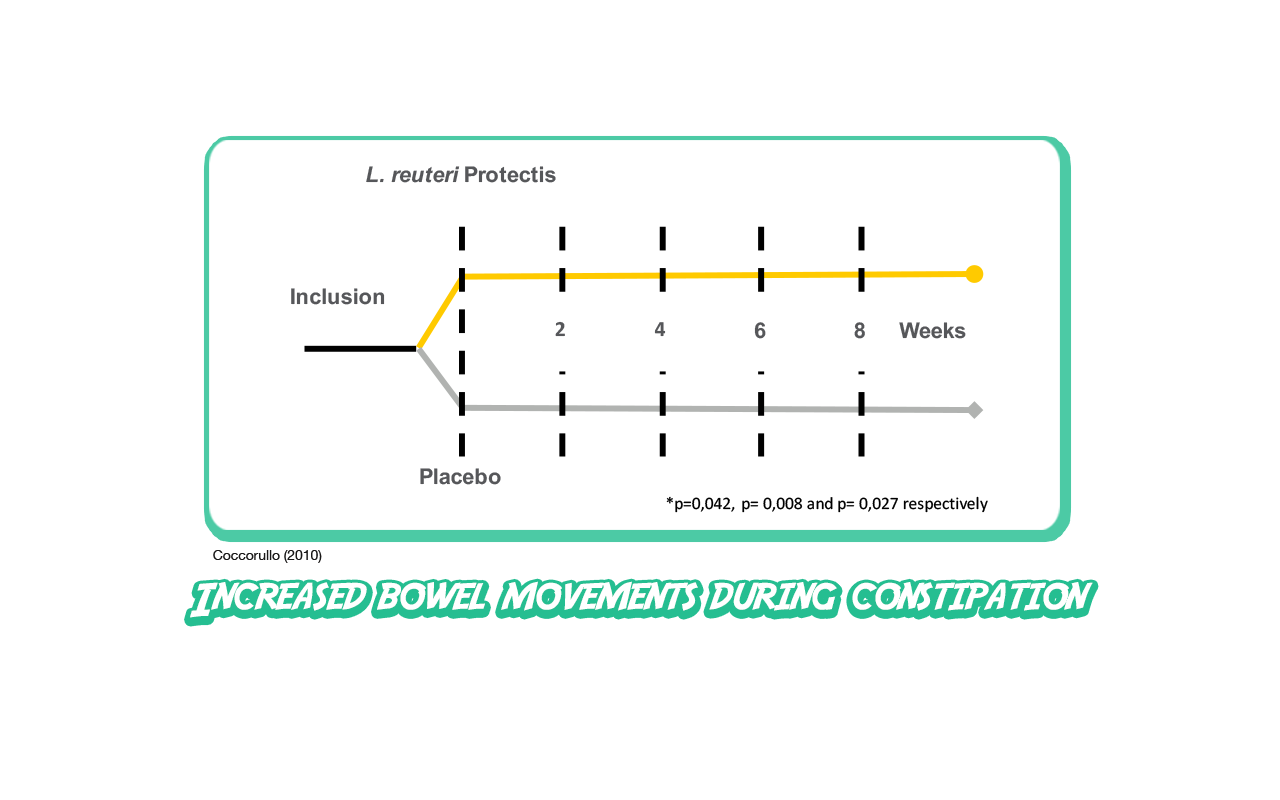 L. reuteri Protectis
Inclusion
2 4 6 8 Weeks
Placebo
*p=0,042, p= 0,008 and p= 0,027 respectively
Coccorullo (2010)
INCREASED BOWEL MOVEMENTS DURING CONSTIPATION